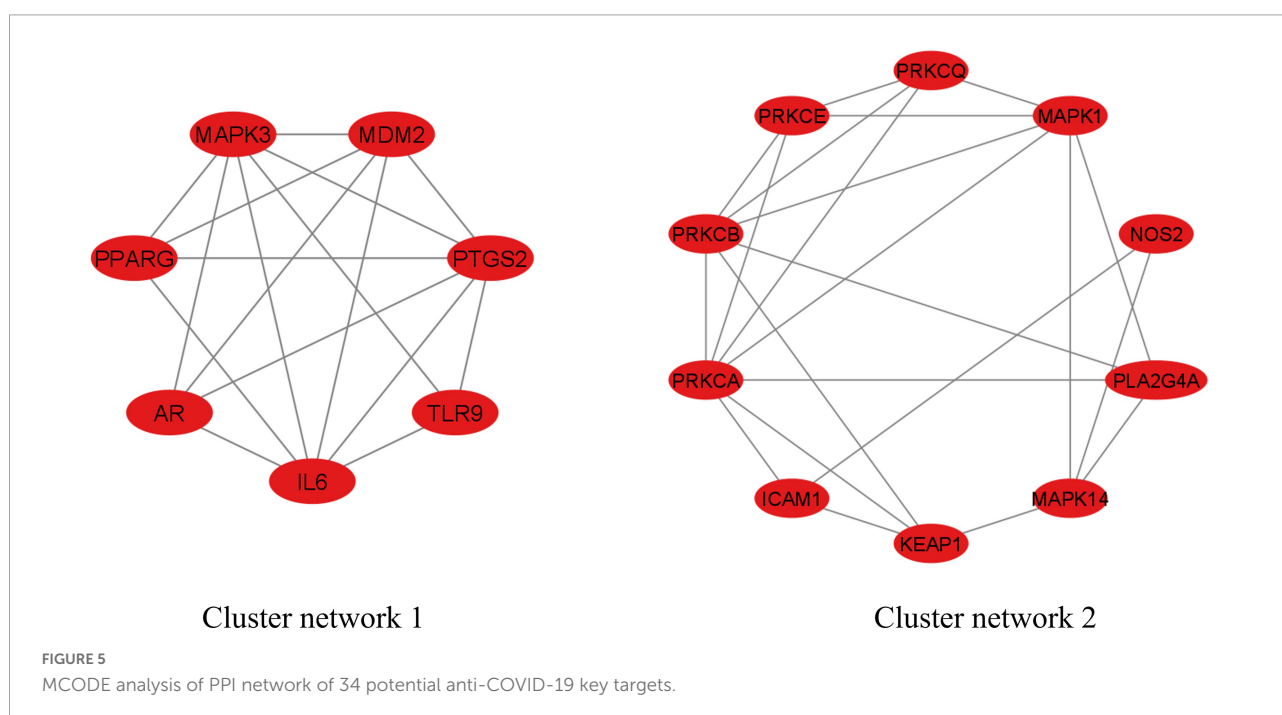 MAPK3
MDM2
PPARG
PTGS2
AR
TLR9
IL6
Cluster network 1
PRKCQ
PRKCE
MAPK1
PRKCB
NOS2
PRKCA
PLA2G4A
ICAM1
MAPK14
KEAP1
Cluster network 2
FIGURE 5
MCODE analysis of PPI network of 34 potential anti-COVID-19 key targets.